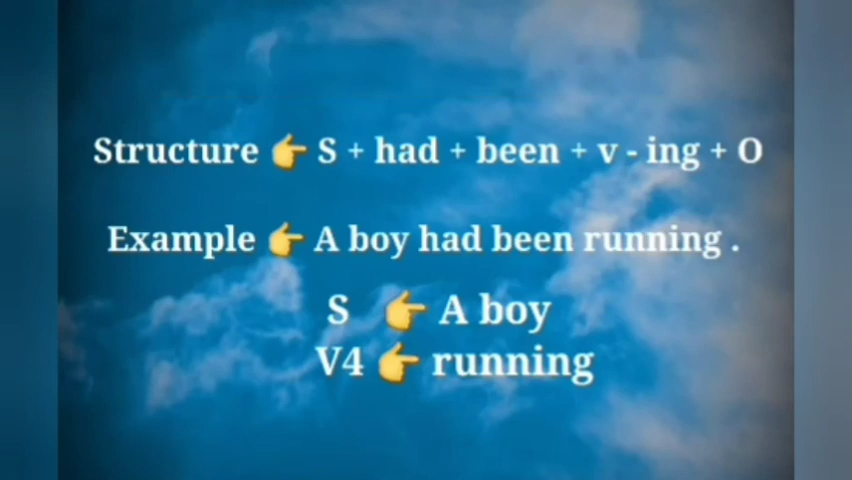 Structure 👉 S + had + been + v - ing + O
Example 👉 A boy had been running .
S 👉 A boy
V4 👉 running